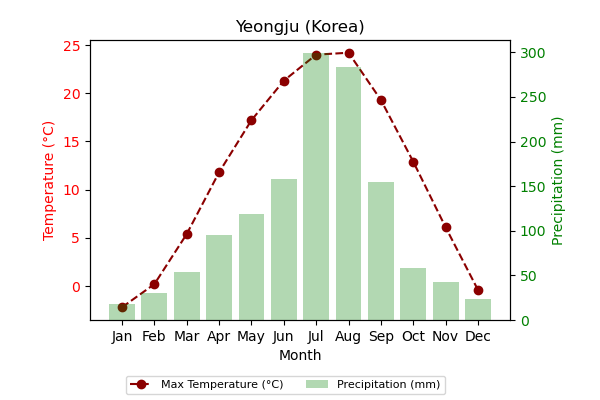 Yeongju (Korea)
25
20
15
10
5
0
Temperature (°C)
300
250
200
150
100
50
0
Precipitation (mm)
Jan Feb Mar Apr May Jun Jul Aug Sep Oct Nov Dec
Month
Max Temperature (°C) Precipitation (mm)